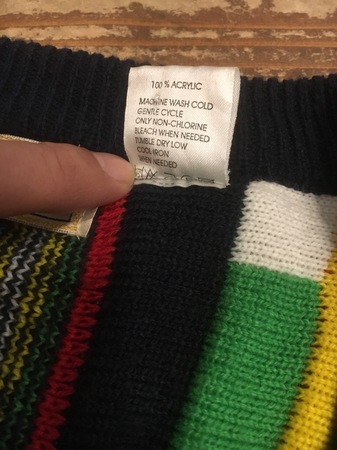 100 % ACRYLIC
MACHINE WASH COLD
GENTLE CYCLE
ONLY NON-CHLORINE
BLEACH WHEN NEEDED
TUMBLE DRY LOW
COOL IRON
WHEN NEEDED